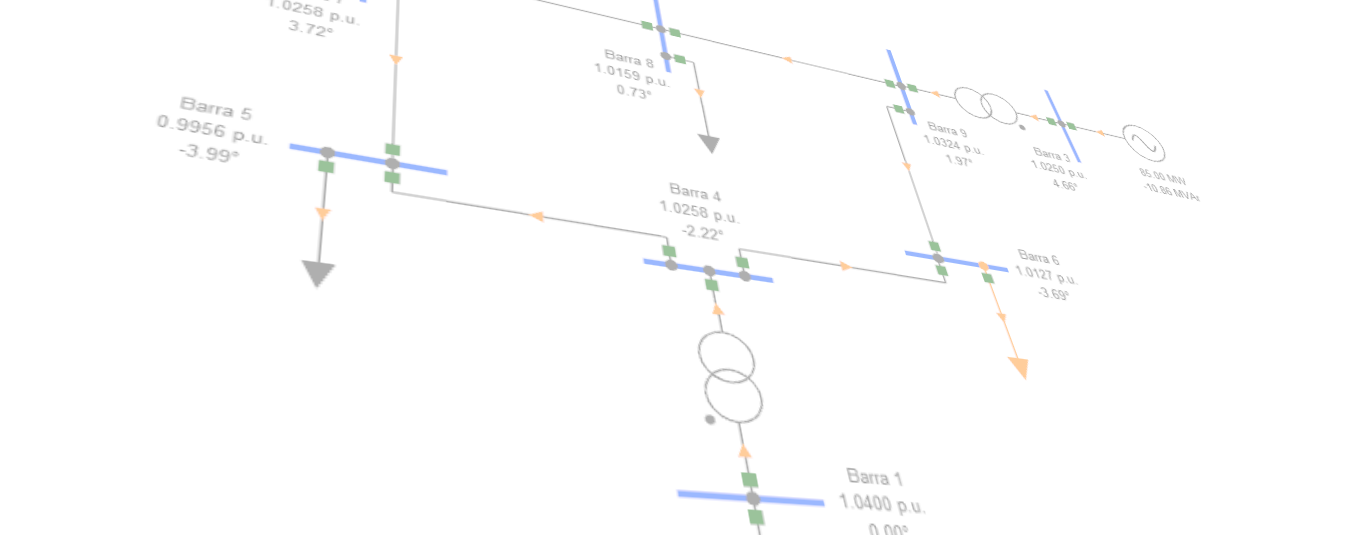 1.0258 p.u.
3.72°
Barra 8
1.0159 p.u.
0.73°
Barra 5
0.9956 p.u.
-3.99°
Barra 9
1.0324 p.u.
1.97°
Barra 3
1.0250 p.u.
4.66°
85.00 MW
-10.86 MVAr
Barra 4
1.0258 p.u.
-2.22°
Barra 6
1.0127 p.u.
-3.69°
Barra 1
1.0400 p.u.
0.00°